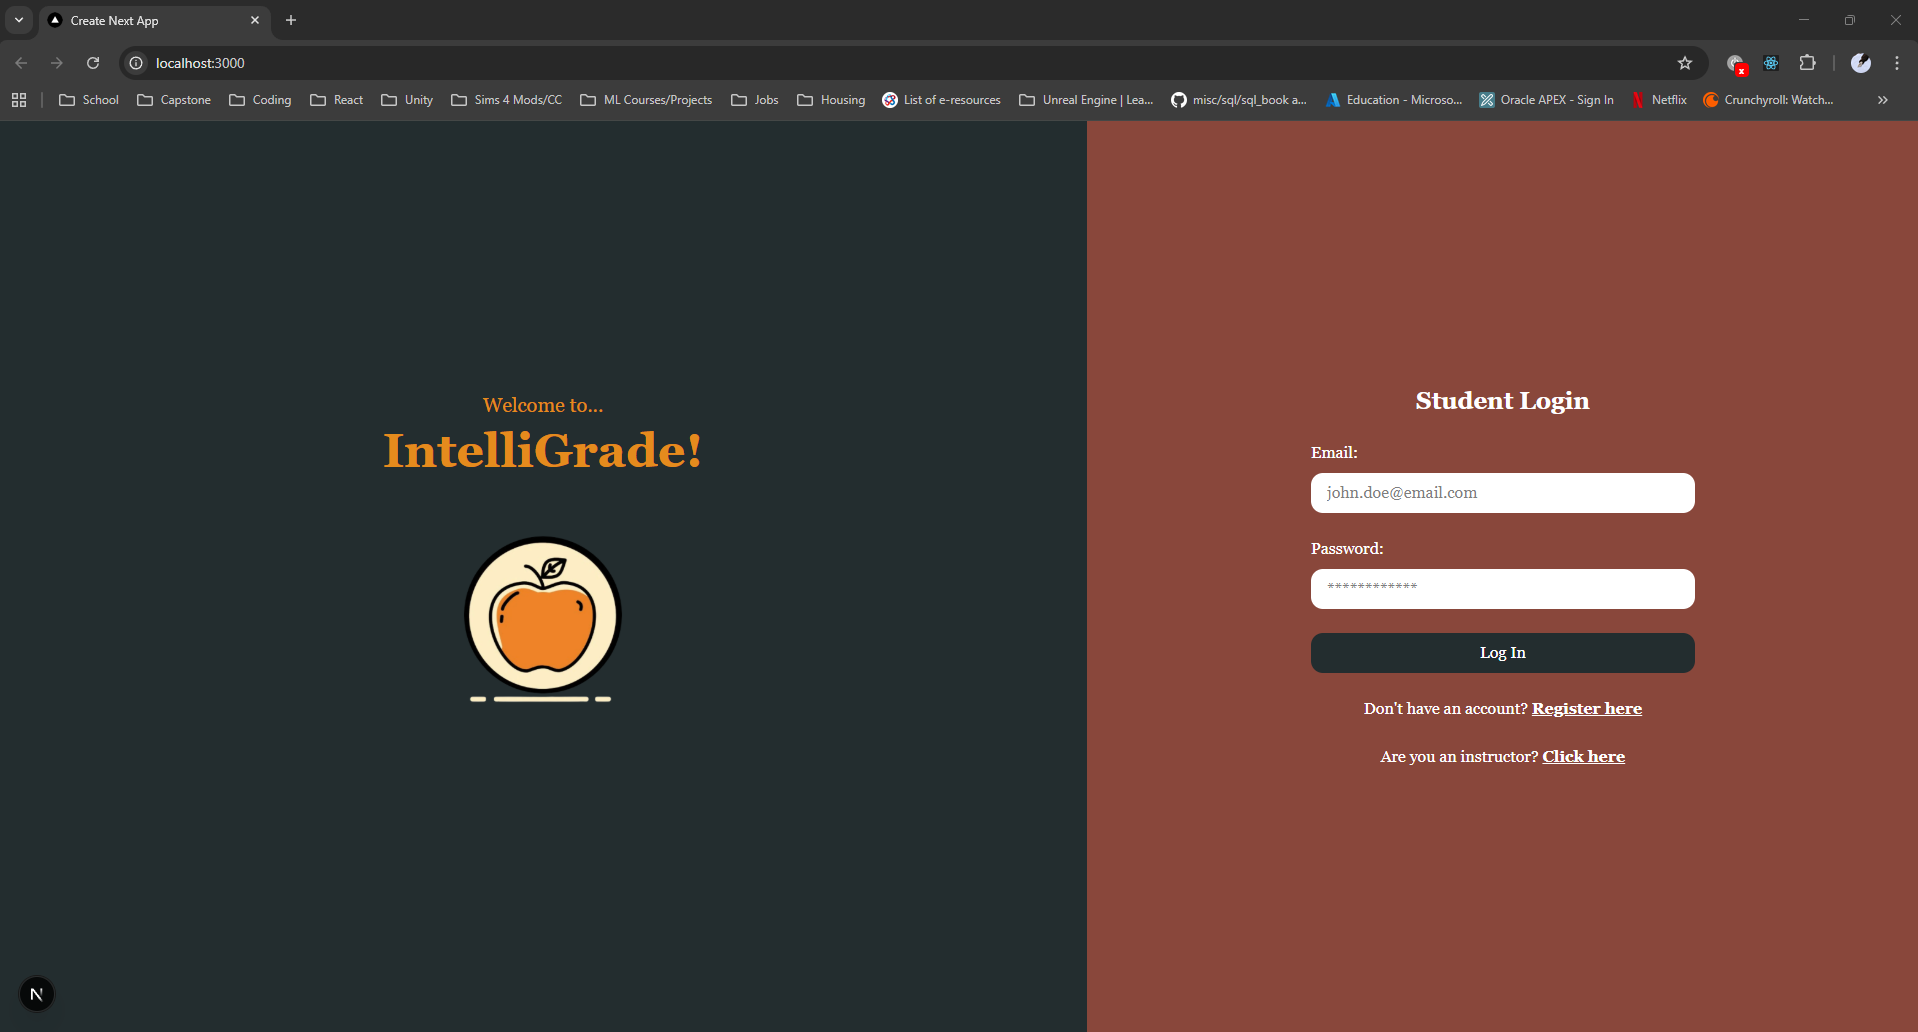 Create Next App
localhost:3000
School Capstone Coding React Unity Sims 4 Mods/CC ML Courses/Projects Jobs Housing List of e-resources Unreal Engine | Lea... misc/sql/sql_book a... Education - Microso... Oracle APEX - Sign In Netflix Crunchyroll: Watch...
Welcome to...
IntelliGrade!
Student Login
Email:
john.doe@email.com
Password:
************
Log In
Don't have an account? Register here
Are you an instructor? Click here
N